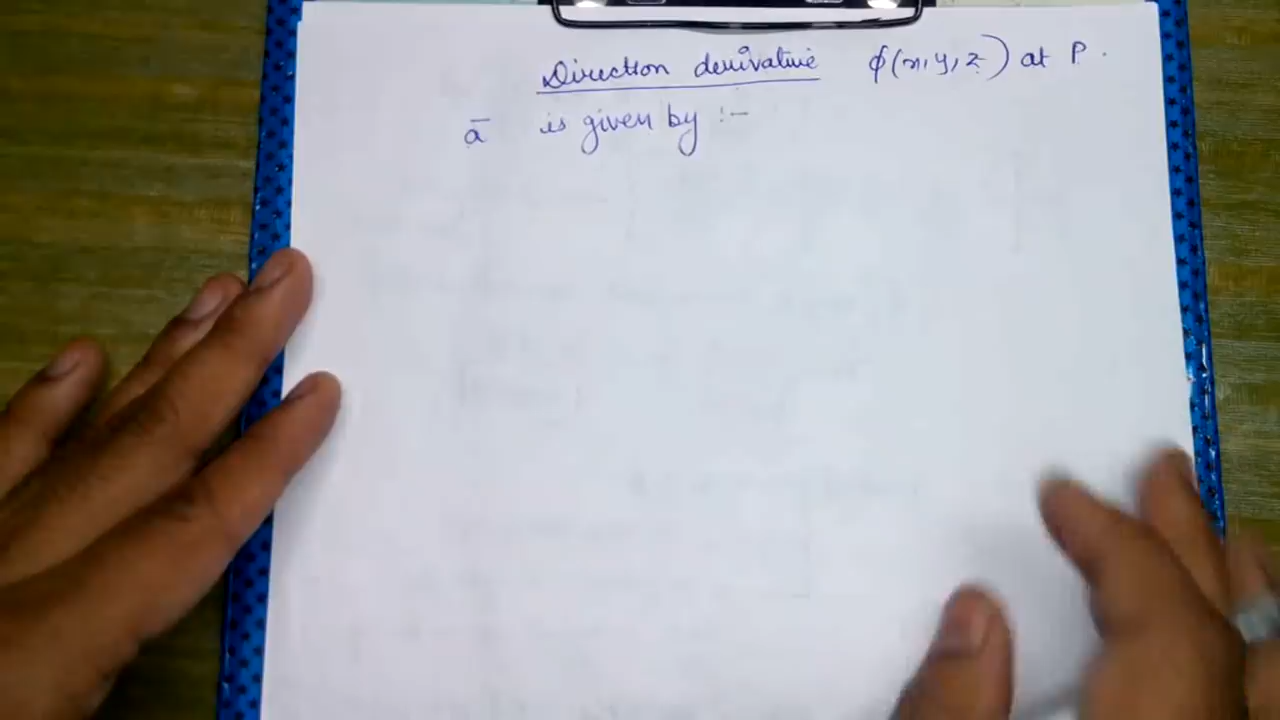 Direction derivative ϕ(x,y,z) at P.
ā is given by :-